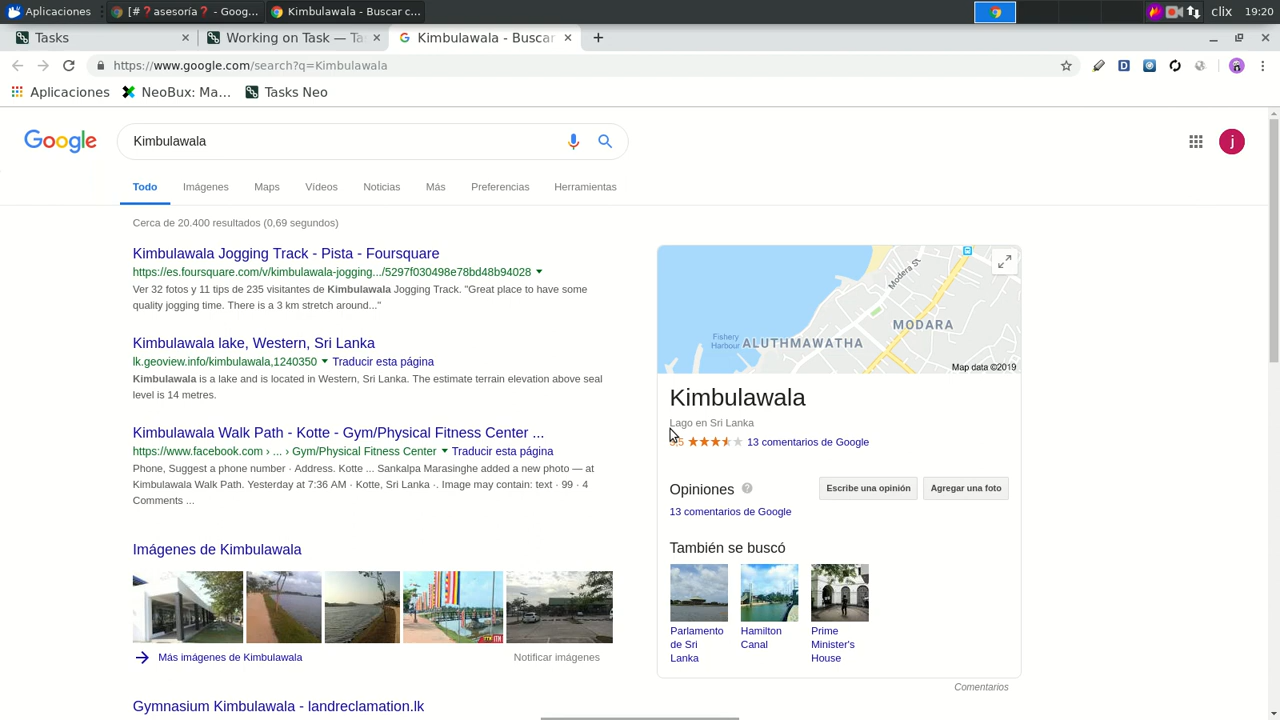 Aplicaciones
[#❓asesoría❓ - Goog...
Kimbulawala - Buscar c...
clix
19:20
Tasks
Working on Task — Ta
Kimbulawala - Buscar
https://www.google.com/search?q=Kimbulawala
Aplicaciones
NeoBux: Ma...
Tasks Neo
Google
Kimbulawala
j
Todo
Imágenes
Maps
Vídeos
Noticias
Más
Preferencias
Herramientas
Cerca de 20.400 resultados (0,69 segundos)
Kimbulawala Jogging Track - Pista - Foursquare
https://es.foursquare.com/v/kimbulawala-jogging.../5297f030498e78bd48b94028
Ver 32 fotos y 11 tips de 235 visitantes de Kimbulawala Jogging Track. "Great place to have some
quality jogging time. There is a 3 km stretch around..."
Kimbulawala lake, Western, Sri Lanka
lk.geoview.info/kimbulawala,1240350 Traducir esta página
Kimbulawala is a lake and is located in Western, Sri Lanka. The estimate terrain elevation above seal
level is 14 metres.
Kimbulawala Walk Path - Kotte - Gym/Physical Fitness Center ...
https://www.facebook.com › ... › Gym/Physical Fitness Center Traducir esta página
Phone, Suggest a phone number · Address. Kotte ... Sankalpa Marasinghe added a new photo — at
Kimbulawala Walk Path. Yesterday at 7:36 AM · Kotte, Sri Lanka ·. Image may contain: text · 99 · 4
Comments ...
Imágenes de Kimbulawala
Más imágenes de Kimbulawala
Notificar imágenes
Gymnasium Kimbulawala - landreclamation.lk
Modera St
MODARA
Fishery
Harbour
ALUTHMAWATHA
Map data ©2019
Kimbulawala
Lago en Sri Lanka
3,5
13 comentarios de Google
Opiniones
Escribe una opinión
Agregar una foto
13 comentarios de Google
También se buscó
Parlamento
de Sri
Lanka
Hamilton
Canal
Prime
Minister's
House
Comentarios